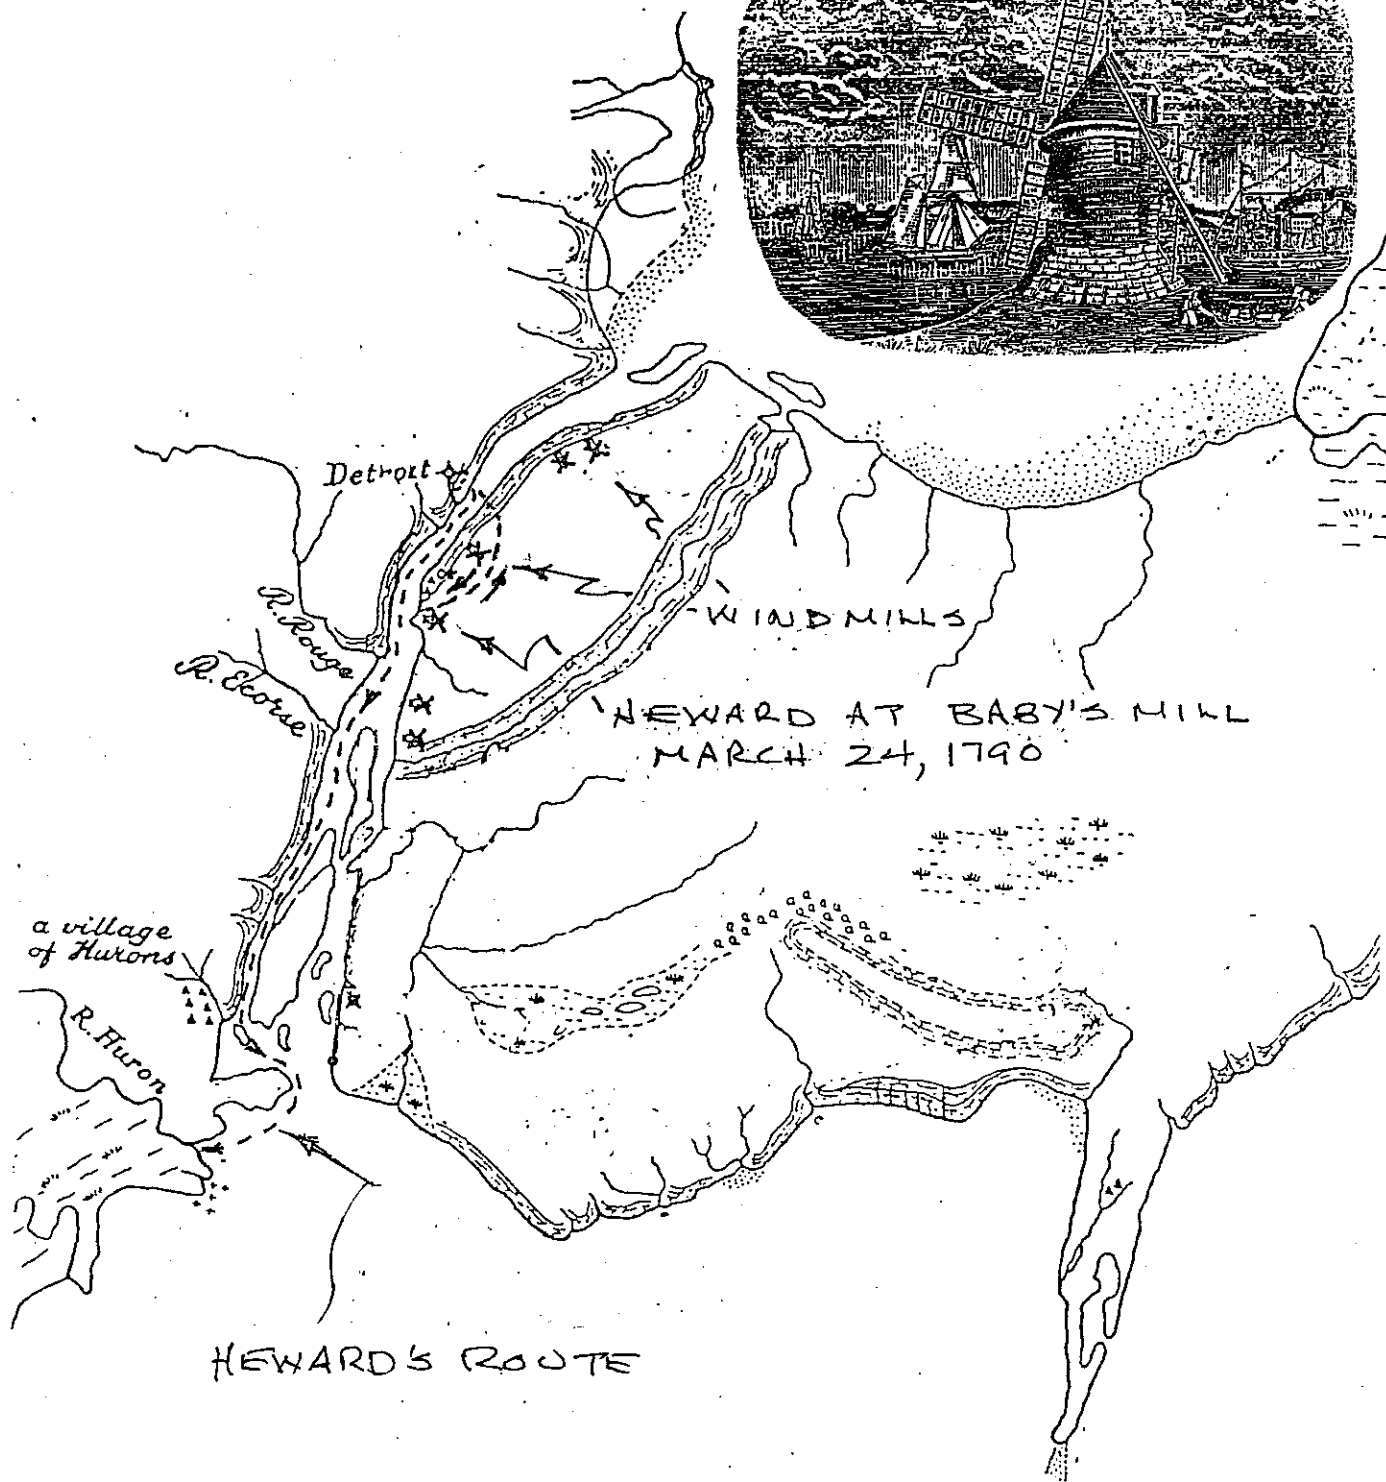 Detroit
R. Rouge
R. Ecorse
WINDMILLS
HEWARD AT BABY'S MILL
MARCH 24, 1790
a village
of Hurons
R. Huron
HEWARD'S ROUTE